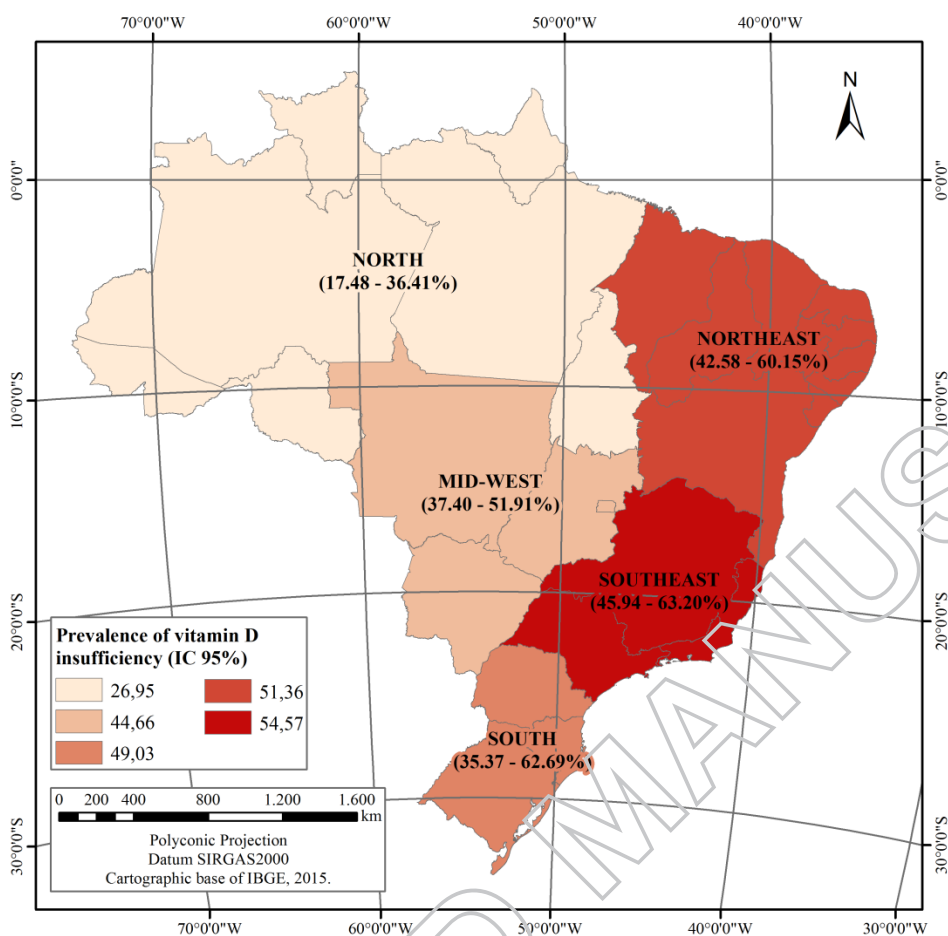 70°0'0"W 60°0'0"W 50°0'0"W 40°0'0"W
N
0°0'0"
0°0'0"
NORTH
(17.48 - 36.41%)
NORTHEAST
(42.58 - 60.15%)
10°0'0"S
10°0'0"S
MID-WEST
(37.40 - 51.91%)
SOUTHEAST
(45.94 - 63.20%)
20°0'0"S
20°0'0"S
Prevalence of vitamin D
insufficiency (IC 95%)
26,95 51,36
44,66 54,57
49,03
SOUTH
(35.37 - 62.69%)
0 200 400 800 1.200 1.600
km
Polyconic Projection
Datum SIRGAS2000
Cartographic base of IBGE, 2015.
30°0'0"S
30°0'0"S
70°0'0"W 60°0'0"W 50°0'0"W 40°0'0"W 30°0'0"W
MANUS